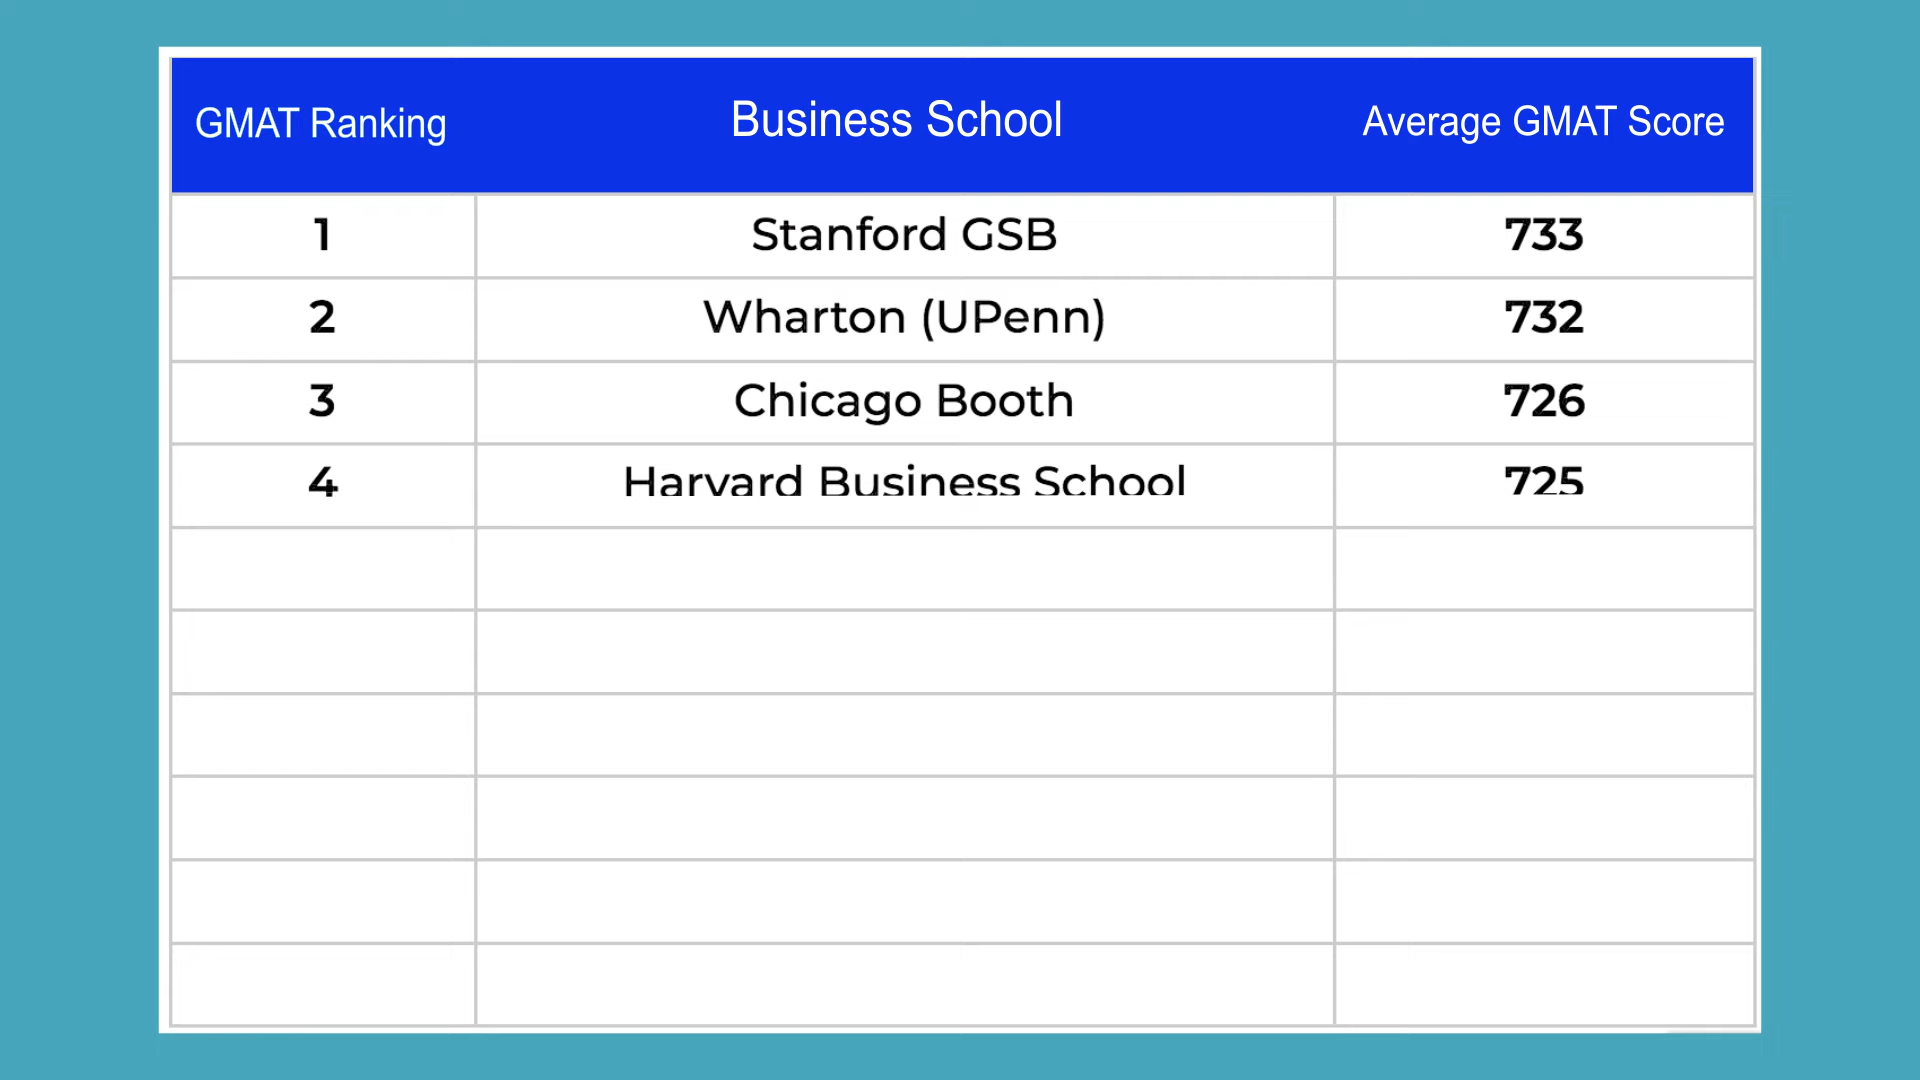 GMAT Ranking Business School Average GMAT Score
1 Stanford GSB 733
2 Wharton (UPenn) 732
3 Chicago Booth 726
4 Harvard Business School 725